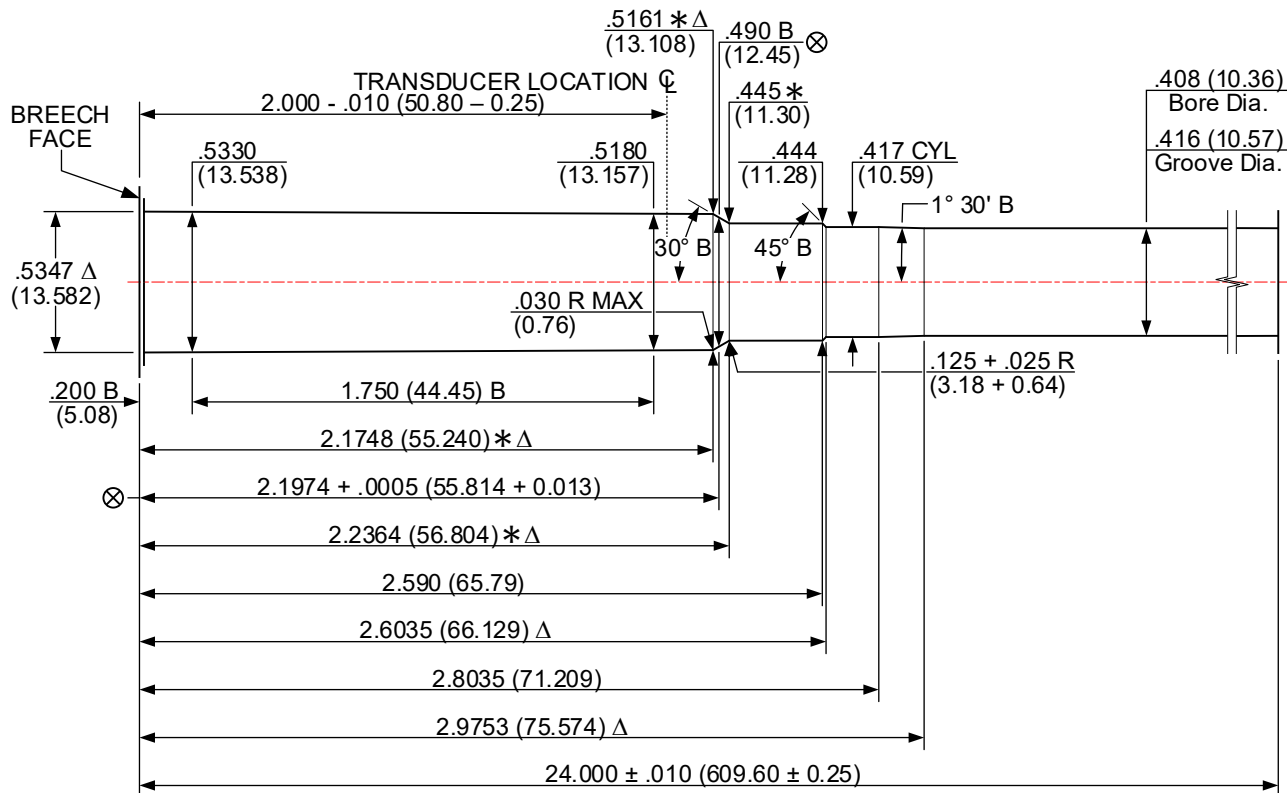 .5161 ∗ Δ
(13.108)
.490 B ⊗
(12.45)
TRANSDUCER LOCATION ℄
2.000 - .010 (50.80 – 0.25)
.445 ∗
(11.30)
.408 (10.36)
Bore Dia.
BREECH
FACE
.5330
(13.538)
.5180
(13.157)
.444
(11.28)
.417 CYL
(10.59)
.416 (10.57)
Groove Dia.
1° 30' B
30° B
45° B
.5347 Δ
(13.582)
.030 R MAX
(0.76)
.125 + .025 R
(3.18 + 0.64)
.200 B
(5.08)
1.750 (44.45) B
2.1748 (55.240) ∗ Δ
⊗ 2.1974 + .0005 (55.814 + 0.013)
2.2364 (56.804) ∗ Δ
2.590 (65.79)
2.6035 (66.129) Δ
2.8035 (71.209)
2.9753 (75.574) Δ
24.000 ± .010 (609.60 ± 0.25)